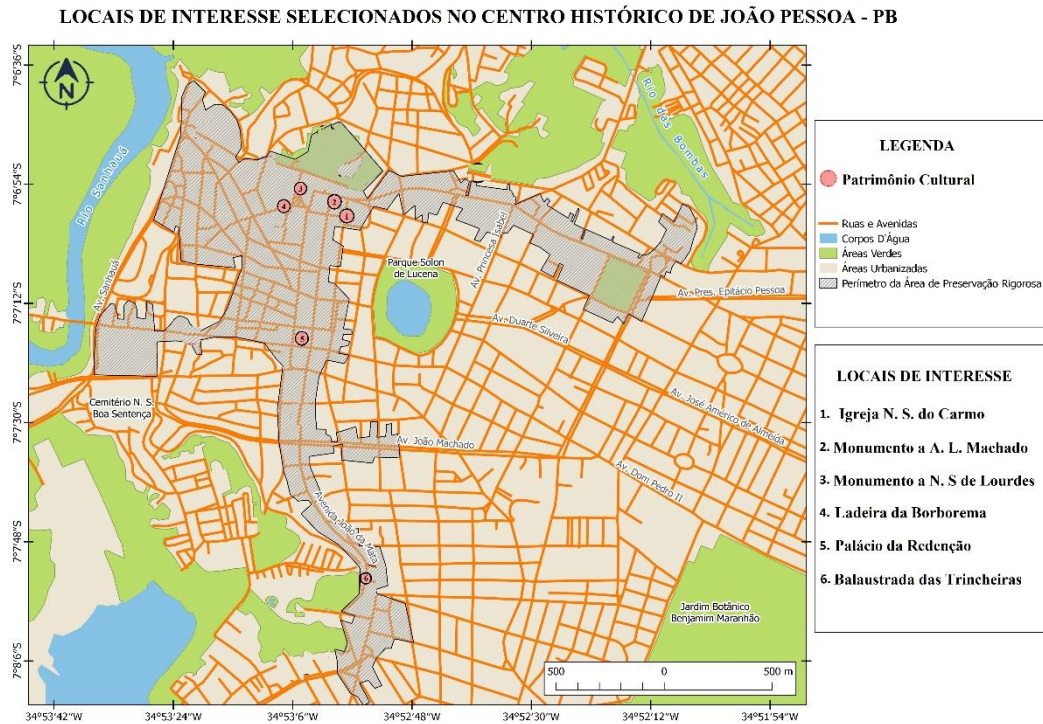 LOCAIS DE INTERESSE SELECIONADOS NO CENTRO HISTÓRICO DE JOÃO PESSOA - PB
7°6'36"S
7°6'54"S
7°7'12"S
7°7'30"S
7°7'48"S
7°8'6"S
N
Rio Sanhauá
Rio das Bombas
Av. Sanhauá
Parque Solon
de Lucena
Av. Princesa Isabel
Av. Pres. Epitácio Pessoa
Av. Duarte Silveira
Av. José Américo de Almeida
Cemitério N. S.
Boa Sentença
Av. João Machado
Av. Dom Pedro II
Avenida João da Mata
Jardim Botânico
Benjamim Maranhão
1
2
3
4
5
6
500 0 500 m
34°53'42"W
34°53'24"W
34°53'6"W
34°52'48"W
34°52'30"W
34°52'12"W
34°51'54"W
LEGENDA
Patrimônio Cultural
Ruas e Avenidas
Corpos D'Água
Áreas Verdes
Áreas Urbanizadas
Perímetro da Área de Preservação Rigorosa
LOCAIS DE INTERESSE
1. Igreja N. S. do Carmo
2. Monumento a A. L. Machado
3. Monumento a N. S de Lourdes
4. Ladeira da Borborema
5. Palácio da Redenção
6. Balaustrada das Trincheiras